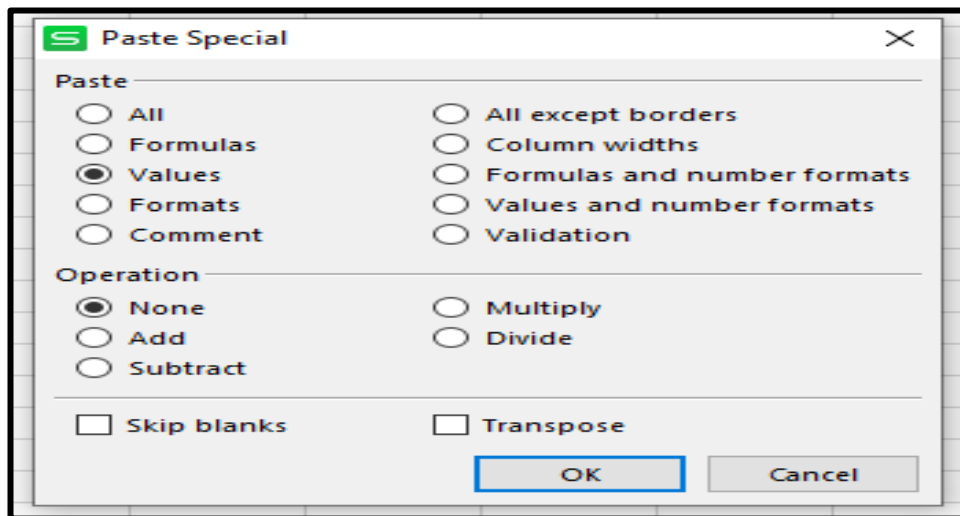 Paste Special
Paste
All
All except borders
Formulas
Column widths
Values
Formulas and number formats
Formats
Values and number formats
Comment
Validation
Operation
None
Multiply
Add
Divide
Subtract
Skip blanks
Transpose
OK
Cancel